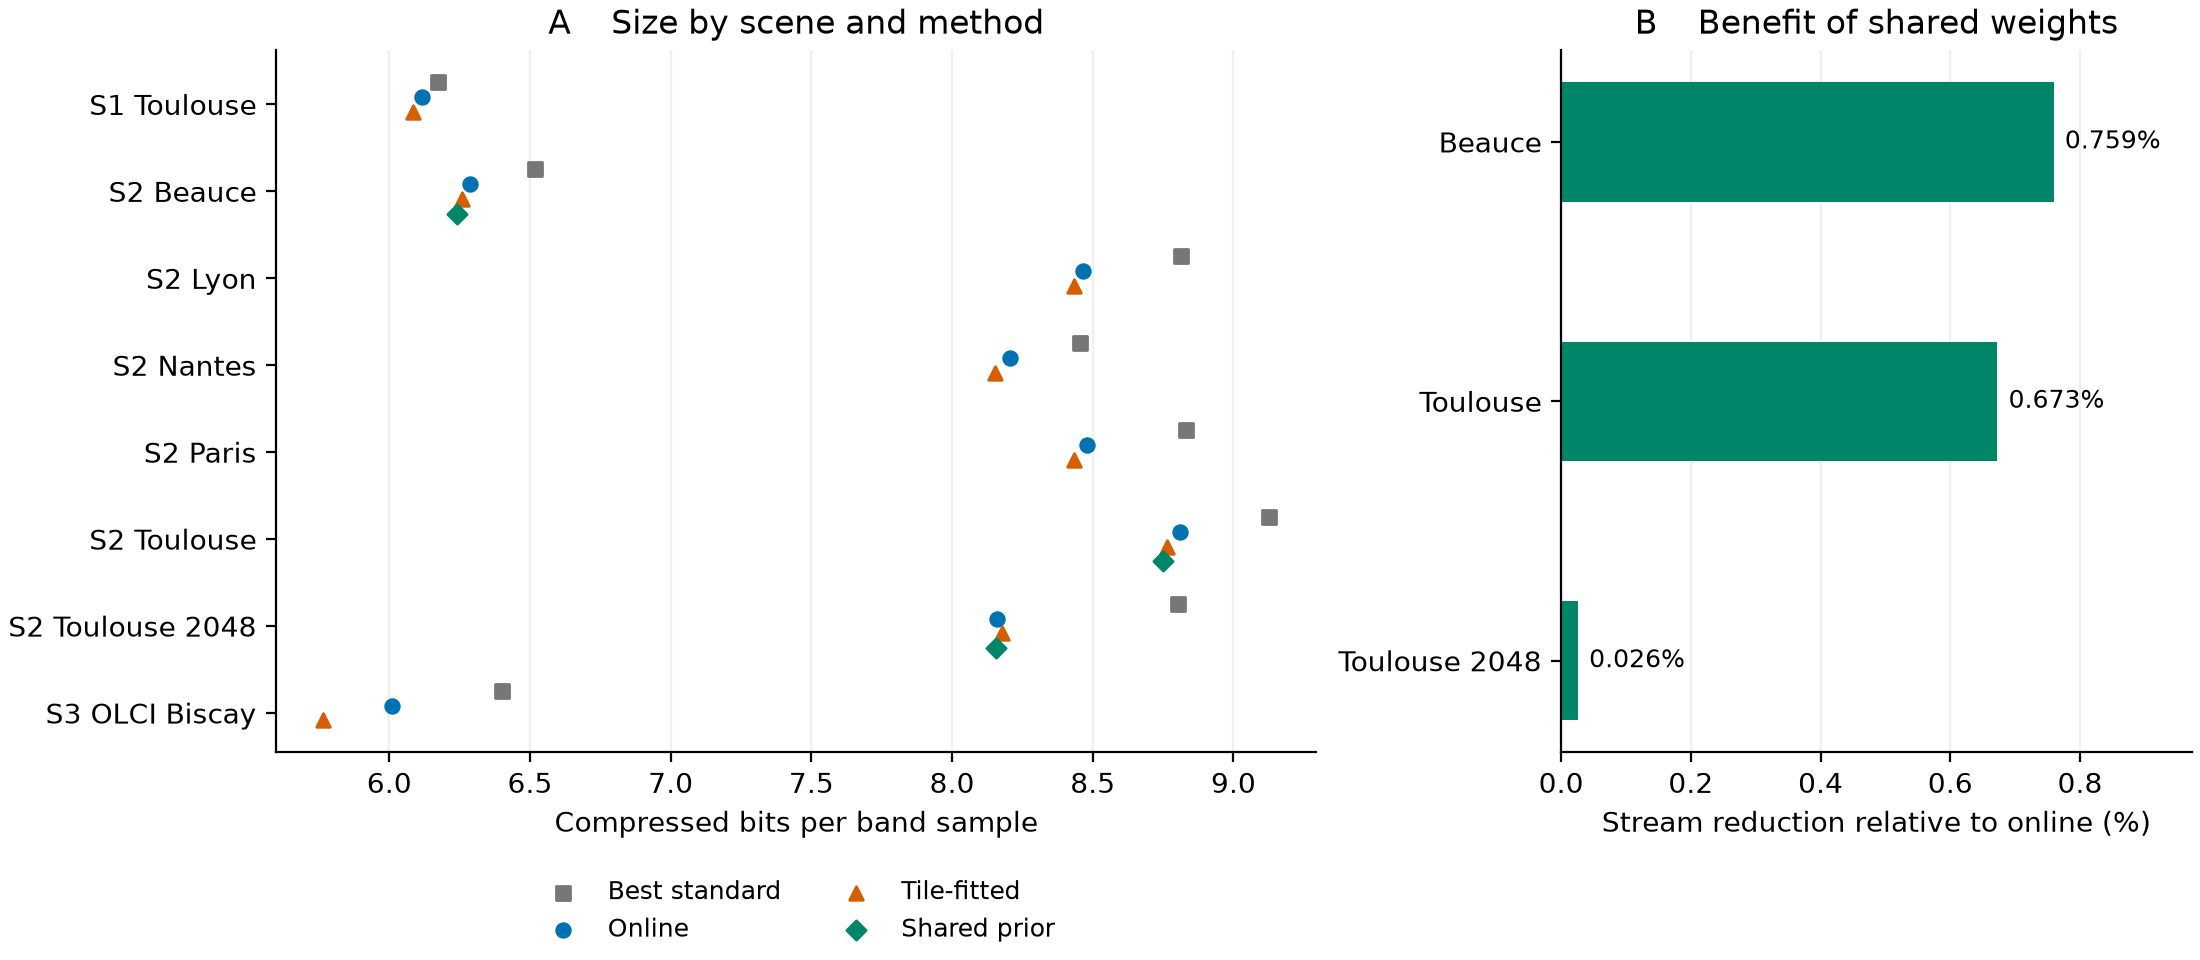 A Size by scene and method
S1 Toulouse
S2 Beauce
S2 Lyon
S2 Nantes
S2 Paris
S2 Toulouse
S2 Toulouse 2048
S3 OLCI Biscay
6.0 6.5 7.0 7.5 8.0 8.5 9.0
Compressed bits per band sample
Best standard
Online
Tile-fitted
Shared prior
B Benefit of shared weights
Beauce 0.759%
Toulouse 0.673%
Toulouse 2048 0.026%
0.0 0.2 0.4 0.6 0.8
Stream reduction relative to online (%)